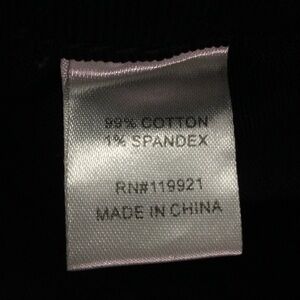 99% COTTON
1% SPANDEX
RN#119921
MADE IN CHINA